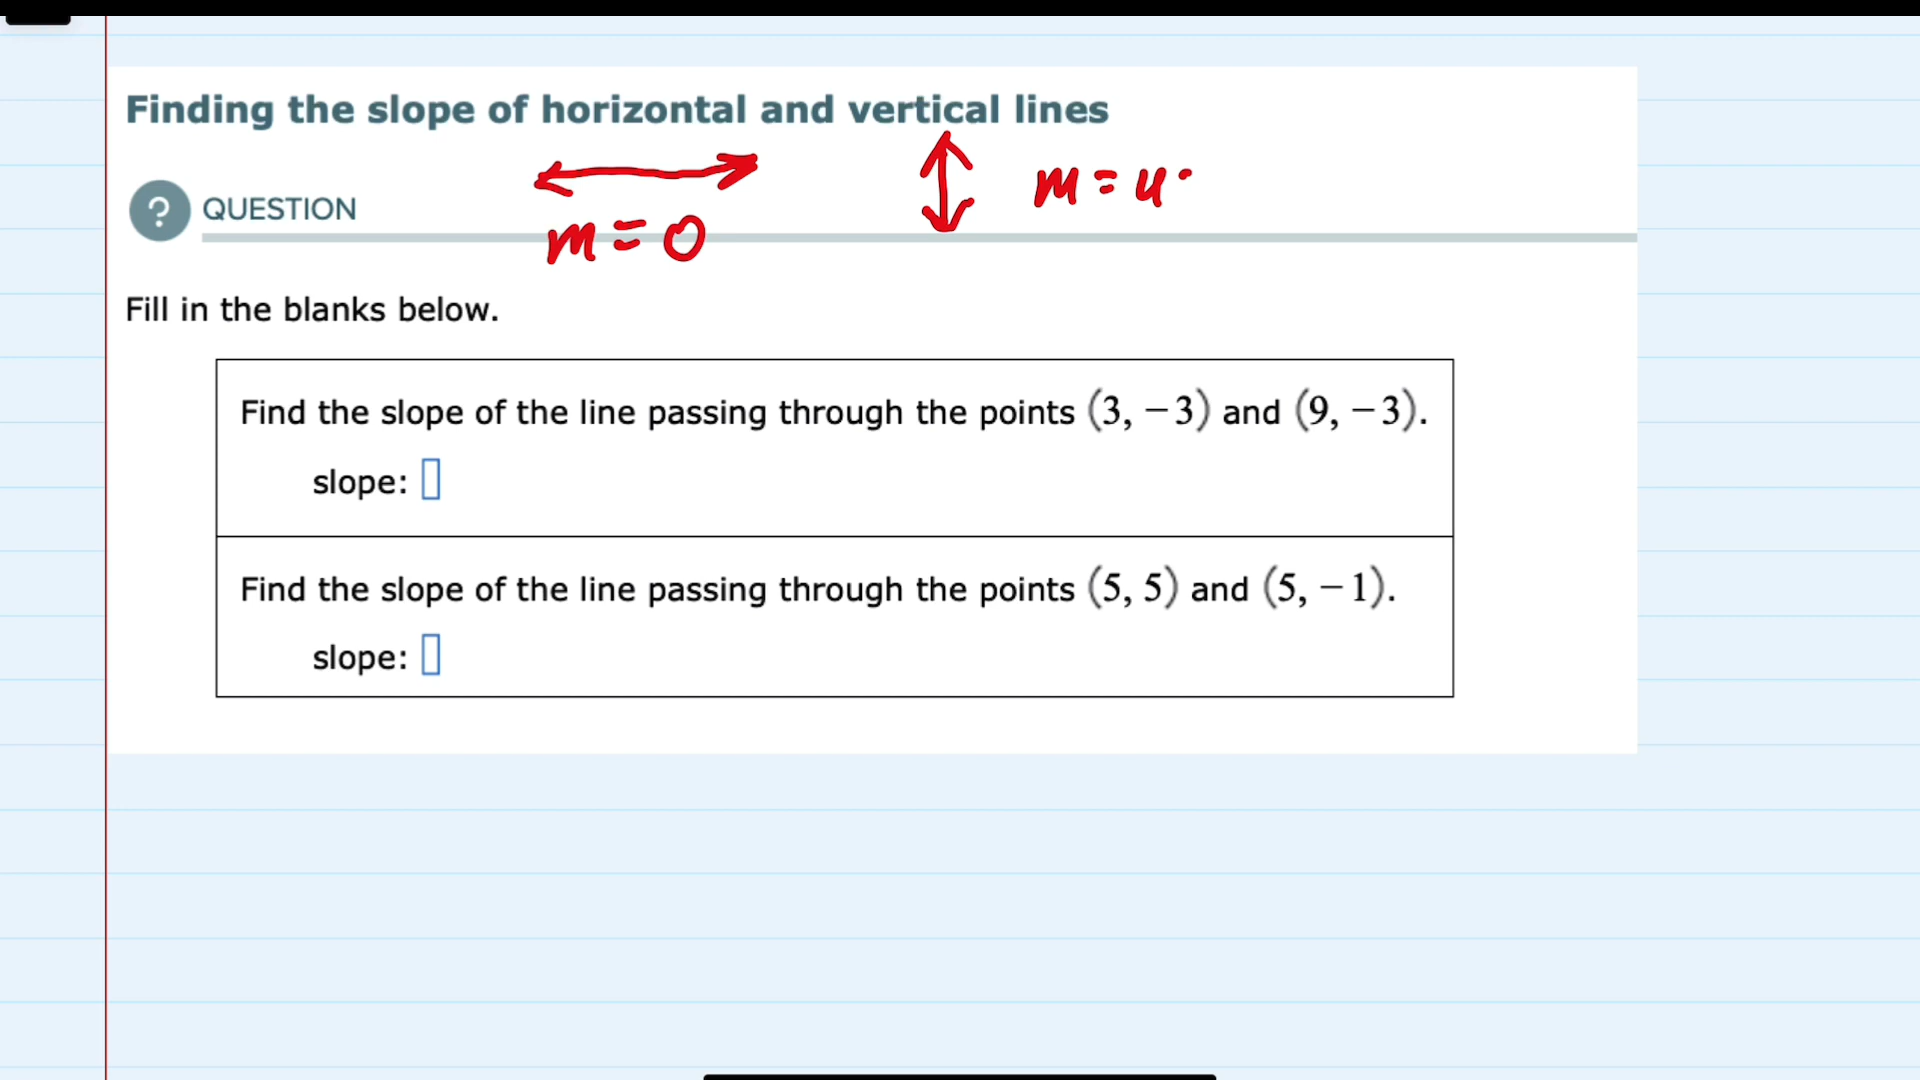 Finding the slope of horizontal and vertical lines
m = u
? QUESTION
m = 0
Fill in the blanks below.
Find the slope of the line passing through the points (3, −3) and (9, −3).
slope:
Find the slope of the line passing through the points (5, 5) and (5, −1).
slope: